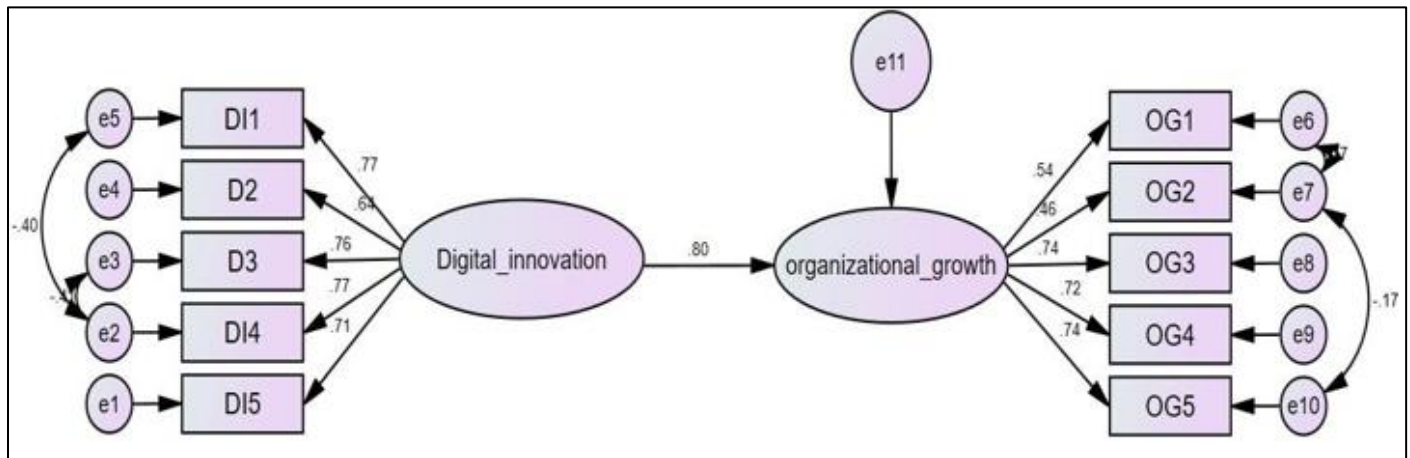 e11
e5
DI1
.77
e4
D2
.64
-.40
e3
D3
.76
e2
DI4
.77
e1
DI5
.71
Digital_innovation
.80
organizational_growth
.54
OG1
e6
.46
OG2
e7
.74
OG3
e8
-.17
.72
OG4
e9
.74
OG5
e10